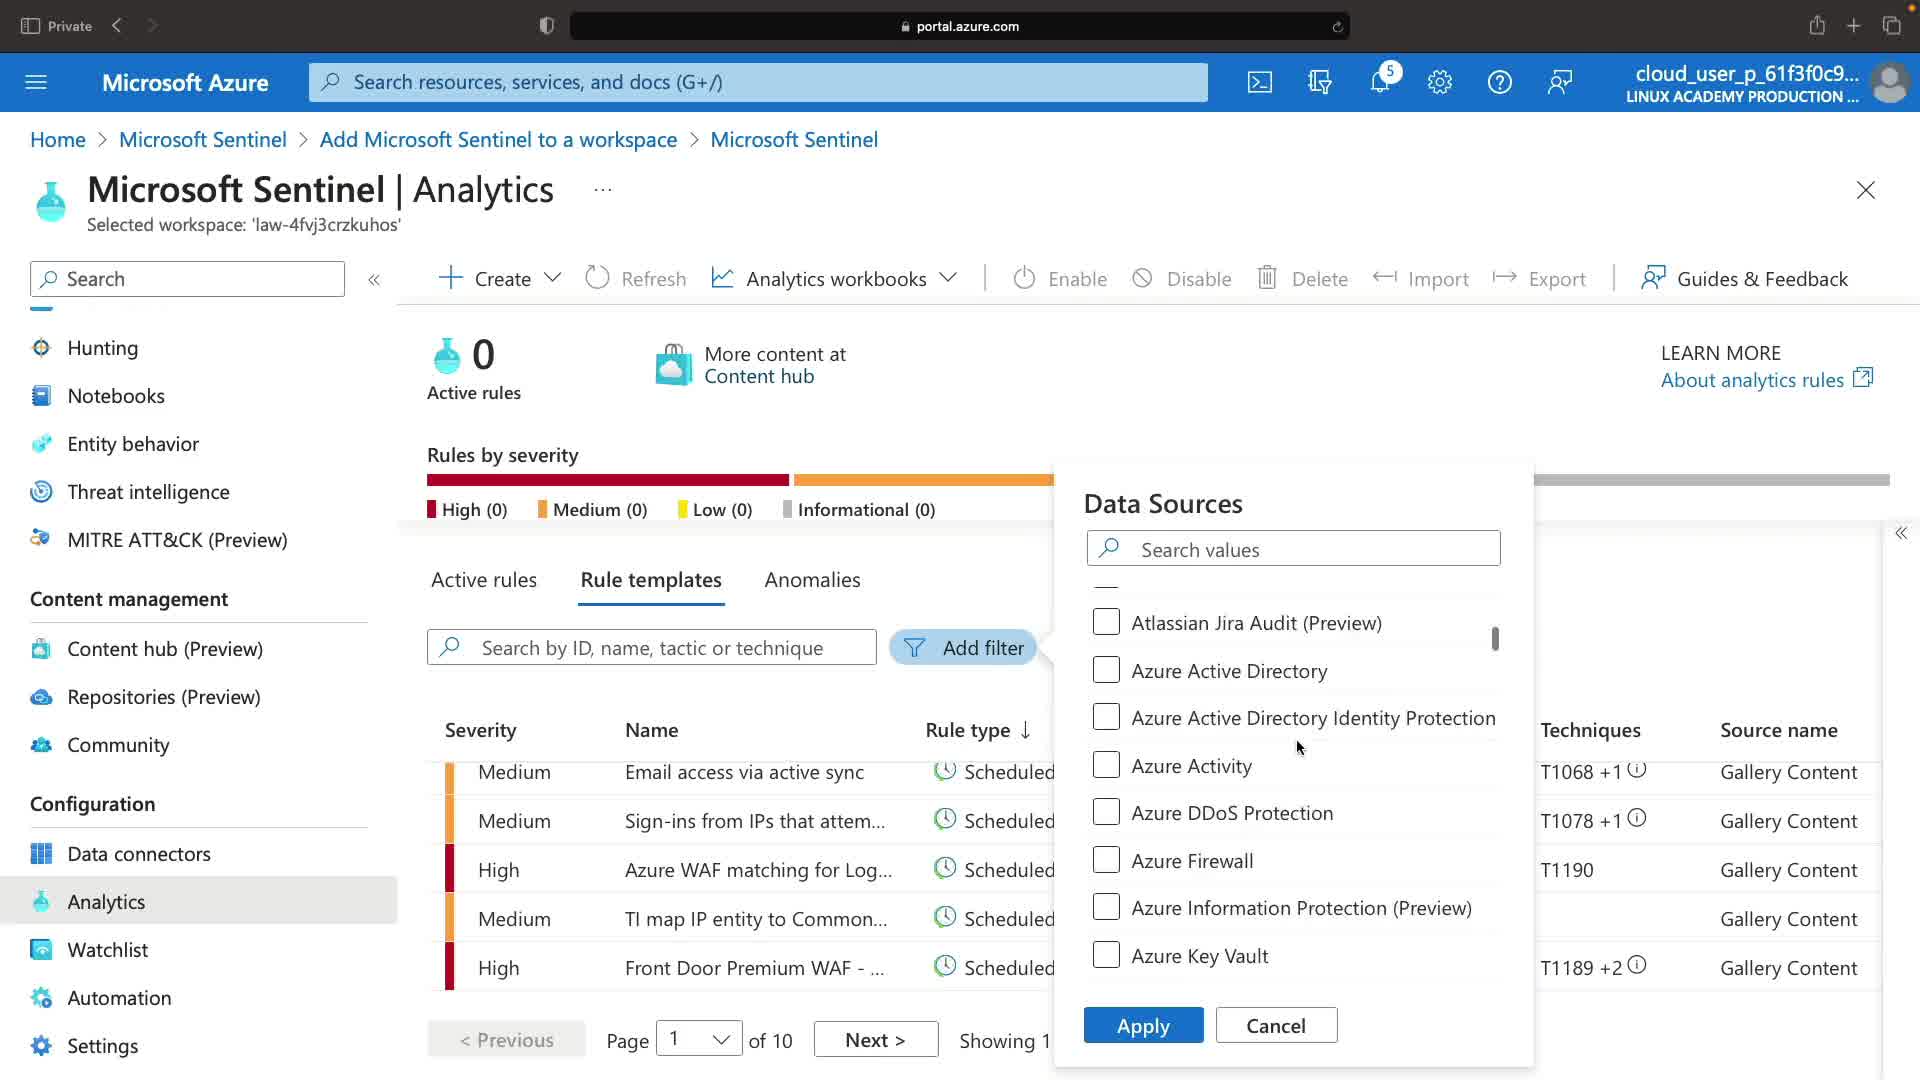 Private
portal.azure.com
Microsoft Azure
Search resources, services, and docs (G+/)
5
cloud_user_p_61f3f0c9...
LINUX ACADEMY PRODUCTION ...
Home > Microsoft Sentinel > Add Microsoft Sentinel to a workspace > Microsoft Sentinel
Microsoft Sentinel | Analytics ...
Selected workspace: 'law-4fvj3crzkuhos'
Search
«
Create
Refresh
Analytics workbooks
Enable
Disable
Delete
Import
Export
Guides & Feedback
Hunting
Notebooks
Entity behavior
Threat intelligence
MITRE ATT&CK (Preview)
Content management
Content hub (Preview)
Repositories (Preview)
Community
Configuration
Data connectors
Analytics
Watchlist
Automation
Settings
0
Active rules
More content at
Content hub
LEARN MORE
About analytics rules
Rules by severity
High (0)
Medium (0)
Low (0)
Informational (0)
«
Active rules
Rule templates
Anomalies
Search by ID, name, tactic or technique
Add filter
Severity Name Rule type ↓ Techniques Source name
Medium Email access via active sync Scheduled T1068 +1 Gallery Content
Medium Sign-ins from IPs that attem... Scheduled T1078 +1 Gallery Content
High Azure WAF matching for Log... Scheduled T1190 Gallery Content
Medium TI map IP entity to Common... Scheduled Gallery Content
High Front Door Premium WAF - ... Scheduled T1189 +2 Gallery Content
< Previous
Page 1 of 10
Next >
Showing 1
Data Sources
Search values
Atlassian Jira Audit (Preview)
Azure Active Directory
Azure Active Directory Identity Protection
Azure Activity
Azure DDoS Protection
Azure Firewall
Azure Information Protection (Preview)
Azure Key Vault
Apply
Cancel